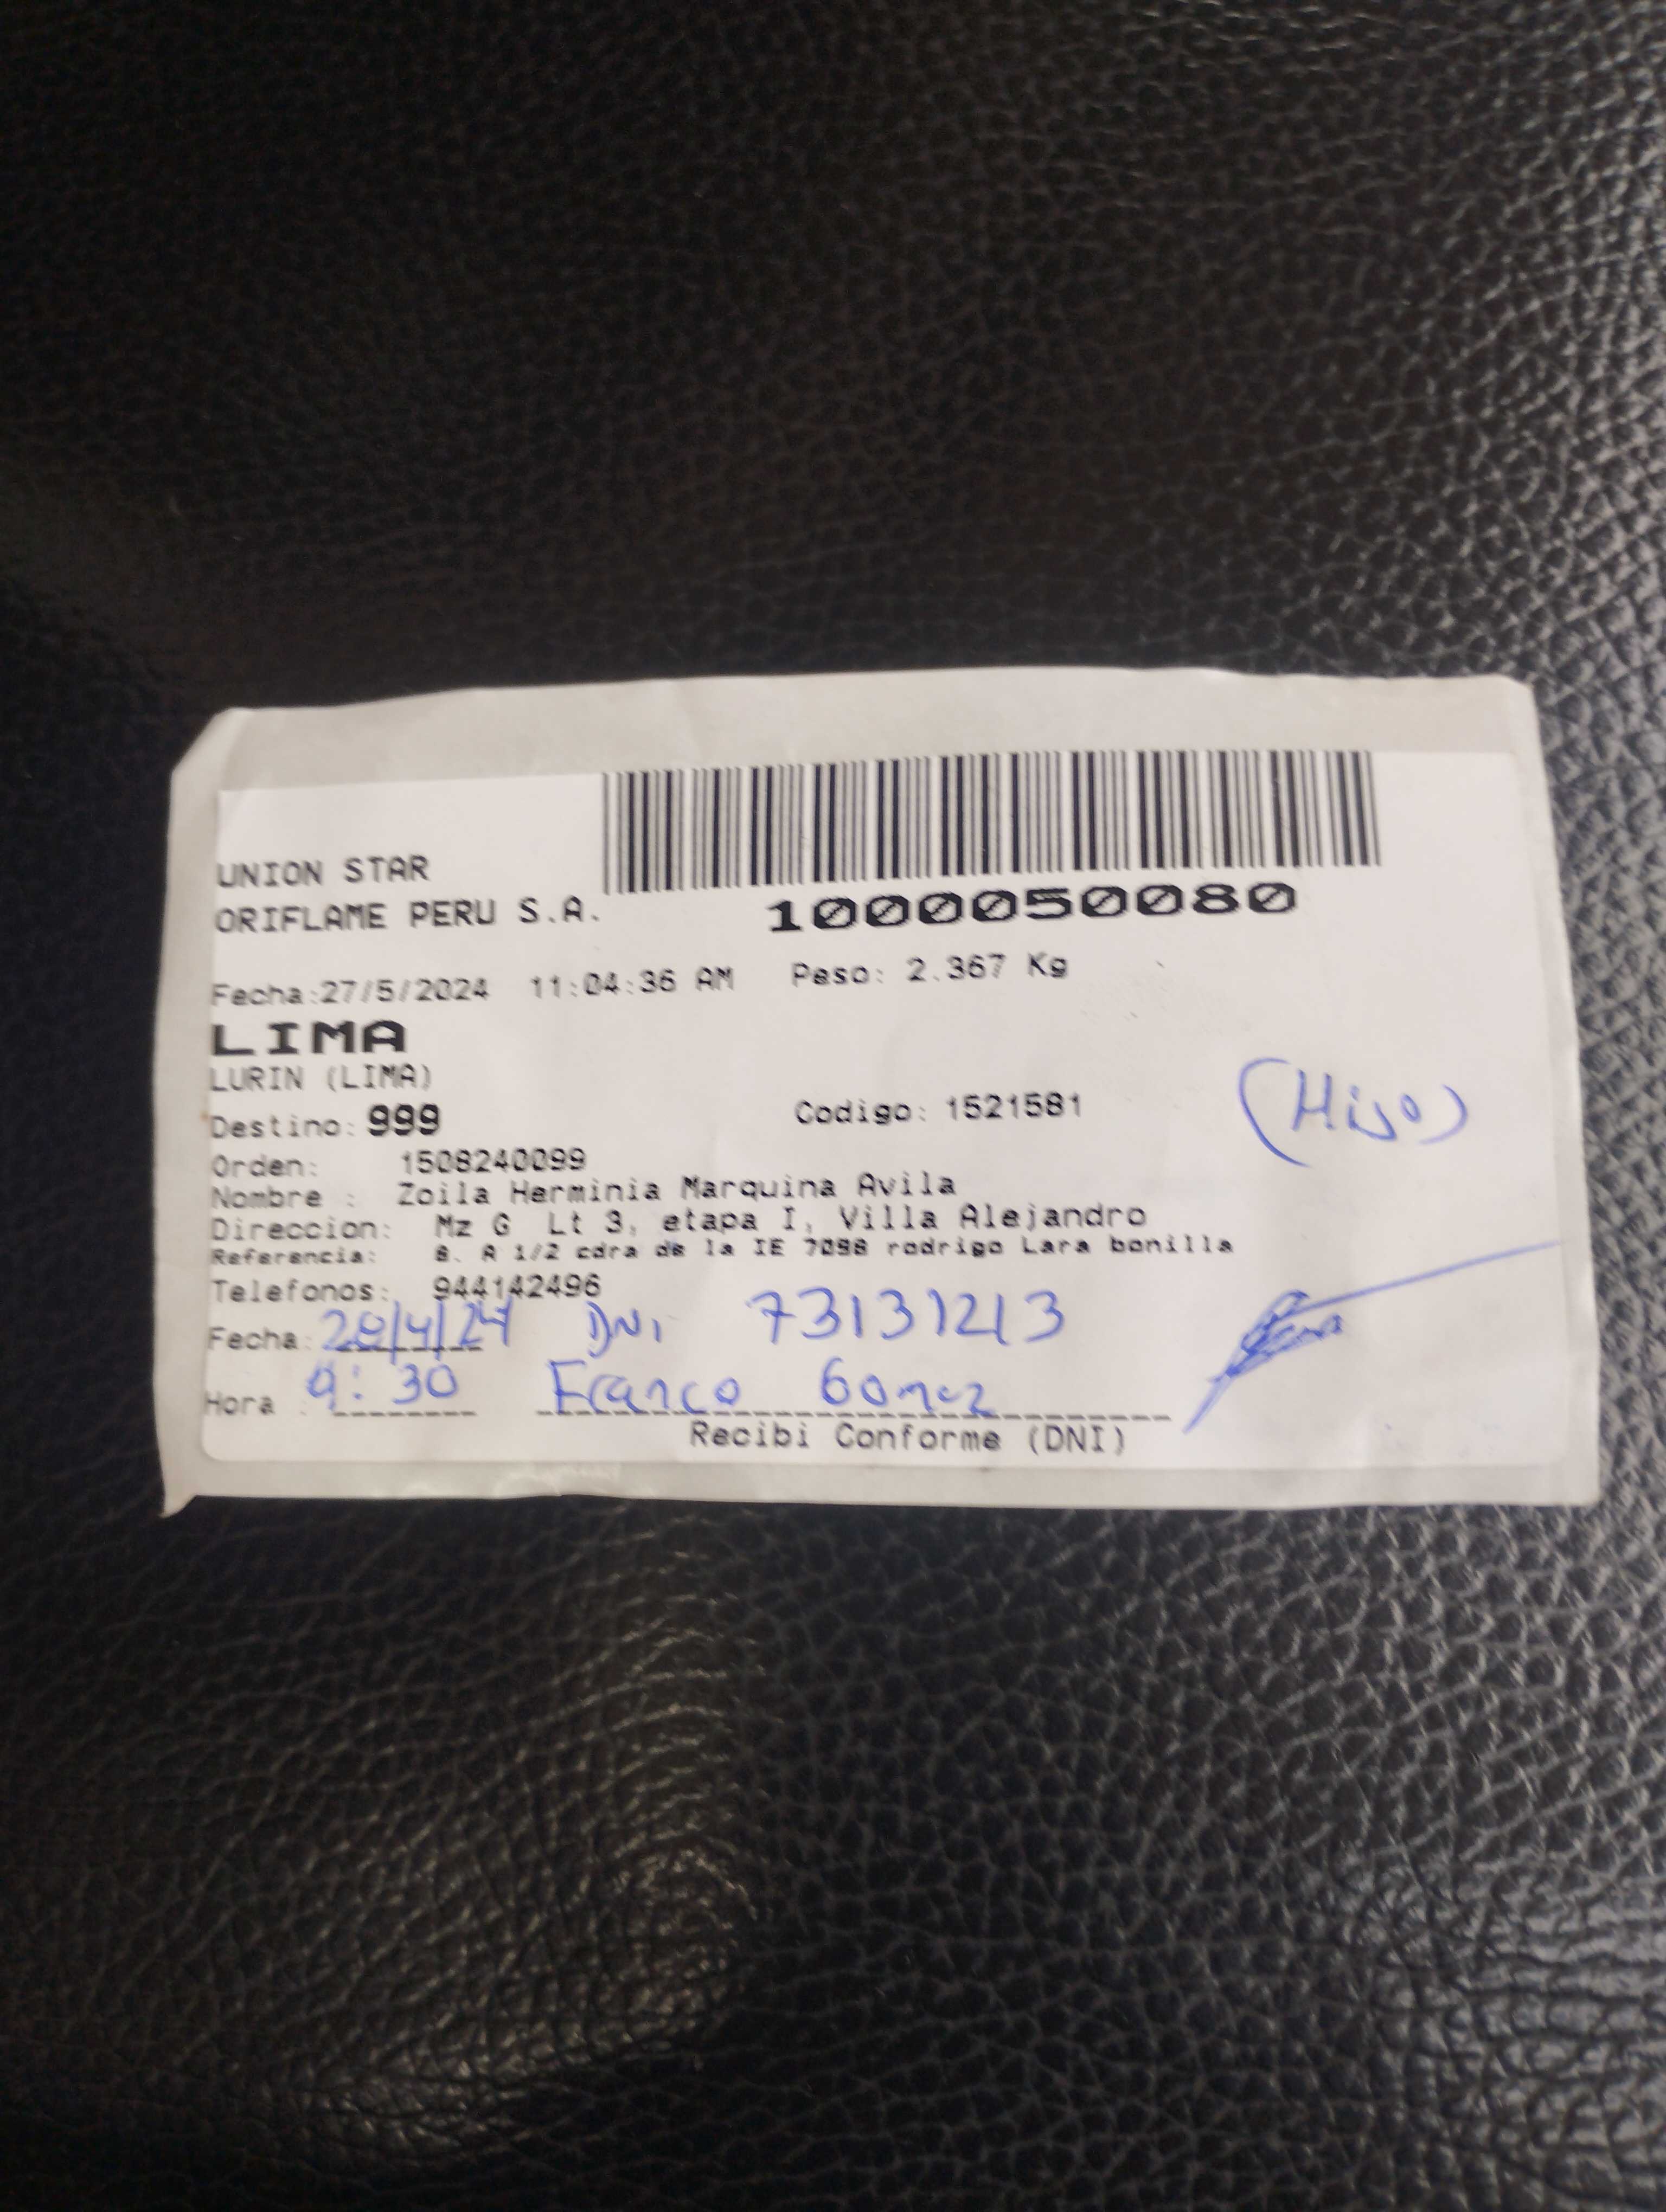 UNION STAR
ORIFLAME PERU S.A.
1000050080
Fecha:27/5/2024 11:04:36 AM Peso: 2.367 Kg
LIMA
LURIN (LIMA)
Destino: 999 Codigo: 1521581
(Hijo)
Orden: 1508240099
Nombre : Zoila Herminia Marquina Avila
Direccion: Mz G Lt 3, etapa I, Villa Alejandro
Referencia: 8. A 1/2 cdra de la IE 7098 rodrigo Lara bonilla
Telefonos: 944142496
Fecha: DNI 73131213
Hora : 9:30 Franco Gomez
Recibi Conforme (DNI)